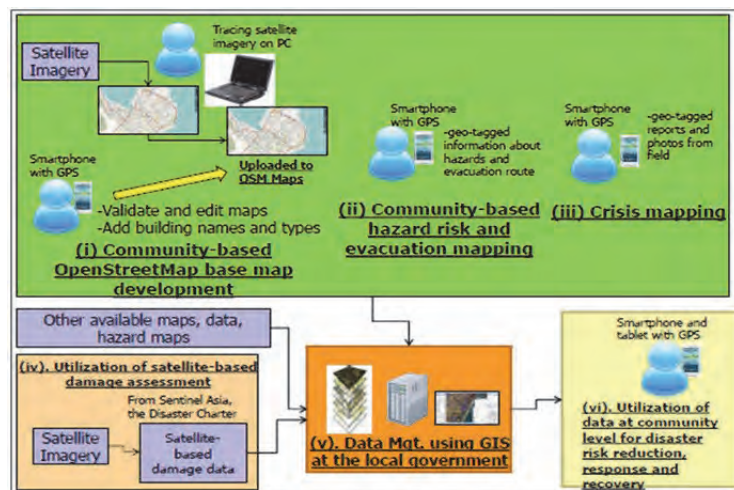 Satellite
Imagery
Tracing satellite
imagery on PC
Smartphone
with GPS
Uploaded to
OSM Maps
-Validate and edit maps
-Add building names and types
(i) Community-based
OpenStreetMap base map
development
Smartphone
with GPS
-geo-tagged
information about
hazards and
evacuation route
(ii) Community-based
hazard risk and
evacuation mapping
Smartphone
with GPS
-geo-tagged
reports and
photos from
field
(iii) Crisis mapping
Other available maps, data,
hazard maps
(iv). Utilization of satellite-based
damage assessment
From Sentinel Asia,
the Disaster Charter
Satellite
Imagery
Satellite-
based
damage data
(v). Data Mgt. using GIS
at the local government
Smartphone and
tablet with GPS
(vi). Utilization of
data at community
level for disaster
risk reduction,
response and
recovery